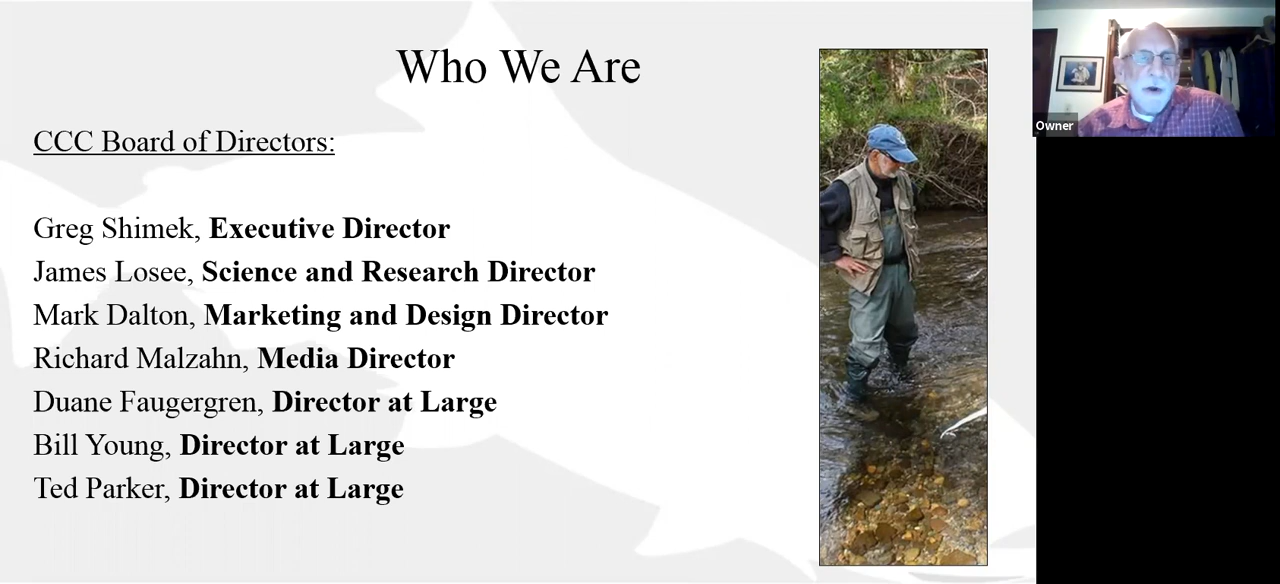 Who We Are
CCC Board of Directors:
Greg Shimek, Executive Director
James Losee, Science and Research Director
Mark Dalton, Marketing and Design Director
Richard Malzahn, Media Director
Duane Faugergren, Director at Large
Bill Young, Director at Large
Ted Parker, Director at Large
Owner